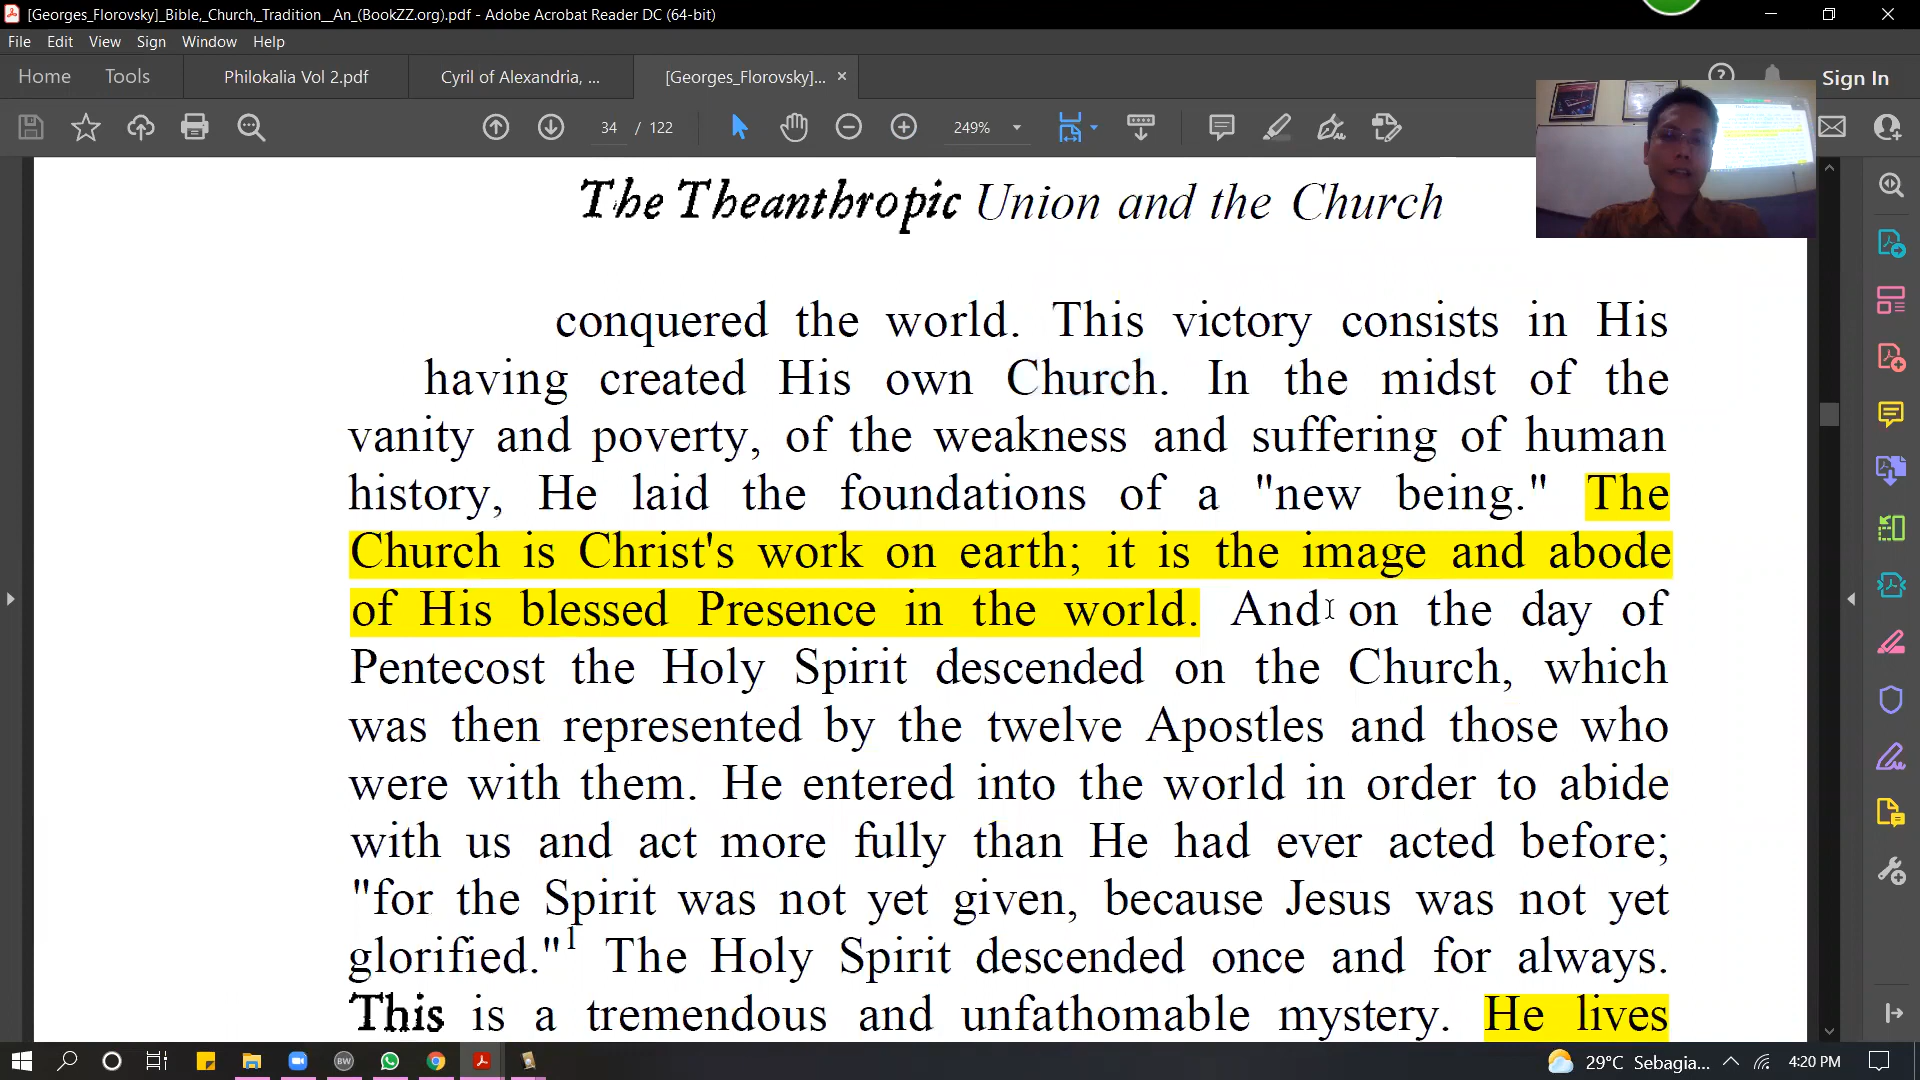 [Georges_Florovsky]_Bible,_Church,_Tradition__An_(BookZZ.org).pdf - Adobe Acrobat Reader DC (64-bit)
File Edit View Sign Window Help
Home Tools Philokalia Vol 2.pdf Cyril of Alexandria, ... [Georges_Florovsky]... × Sign In
34 / 122 249%
The Theanthropic Union and the Church
conquered the world. This victory consists in His
having created His own Church. In the midst of the
vanity and poverty, of the weakness and suffering of human
history, He laid the foundations of a "new being." The
Church is Christ's work on earth; it is the image and abode
of His blessed Presence in the world. And on the day of
Pentecost the Holy Spirit descended on the Church, which
was then represented by the twelve Apostles and those who
were with them. He entered into the world in order to abide
with us and act more fully than He had ever acted before;
"for the Spirit was not yet given, because Jesus was not yet
glorified."1 The Holy Spirit descended once and for always.
This is a tremendous and unfathomable mystery. He lives
BW 29°C Sebagia... 4:20 PM